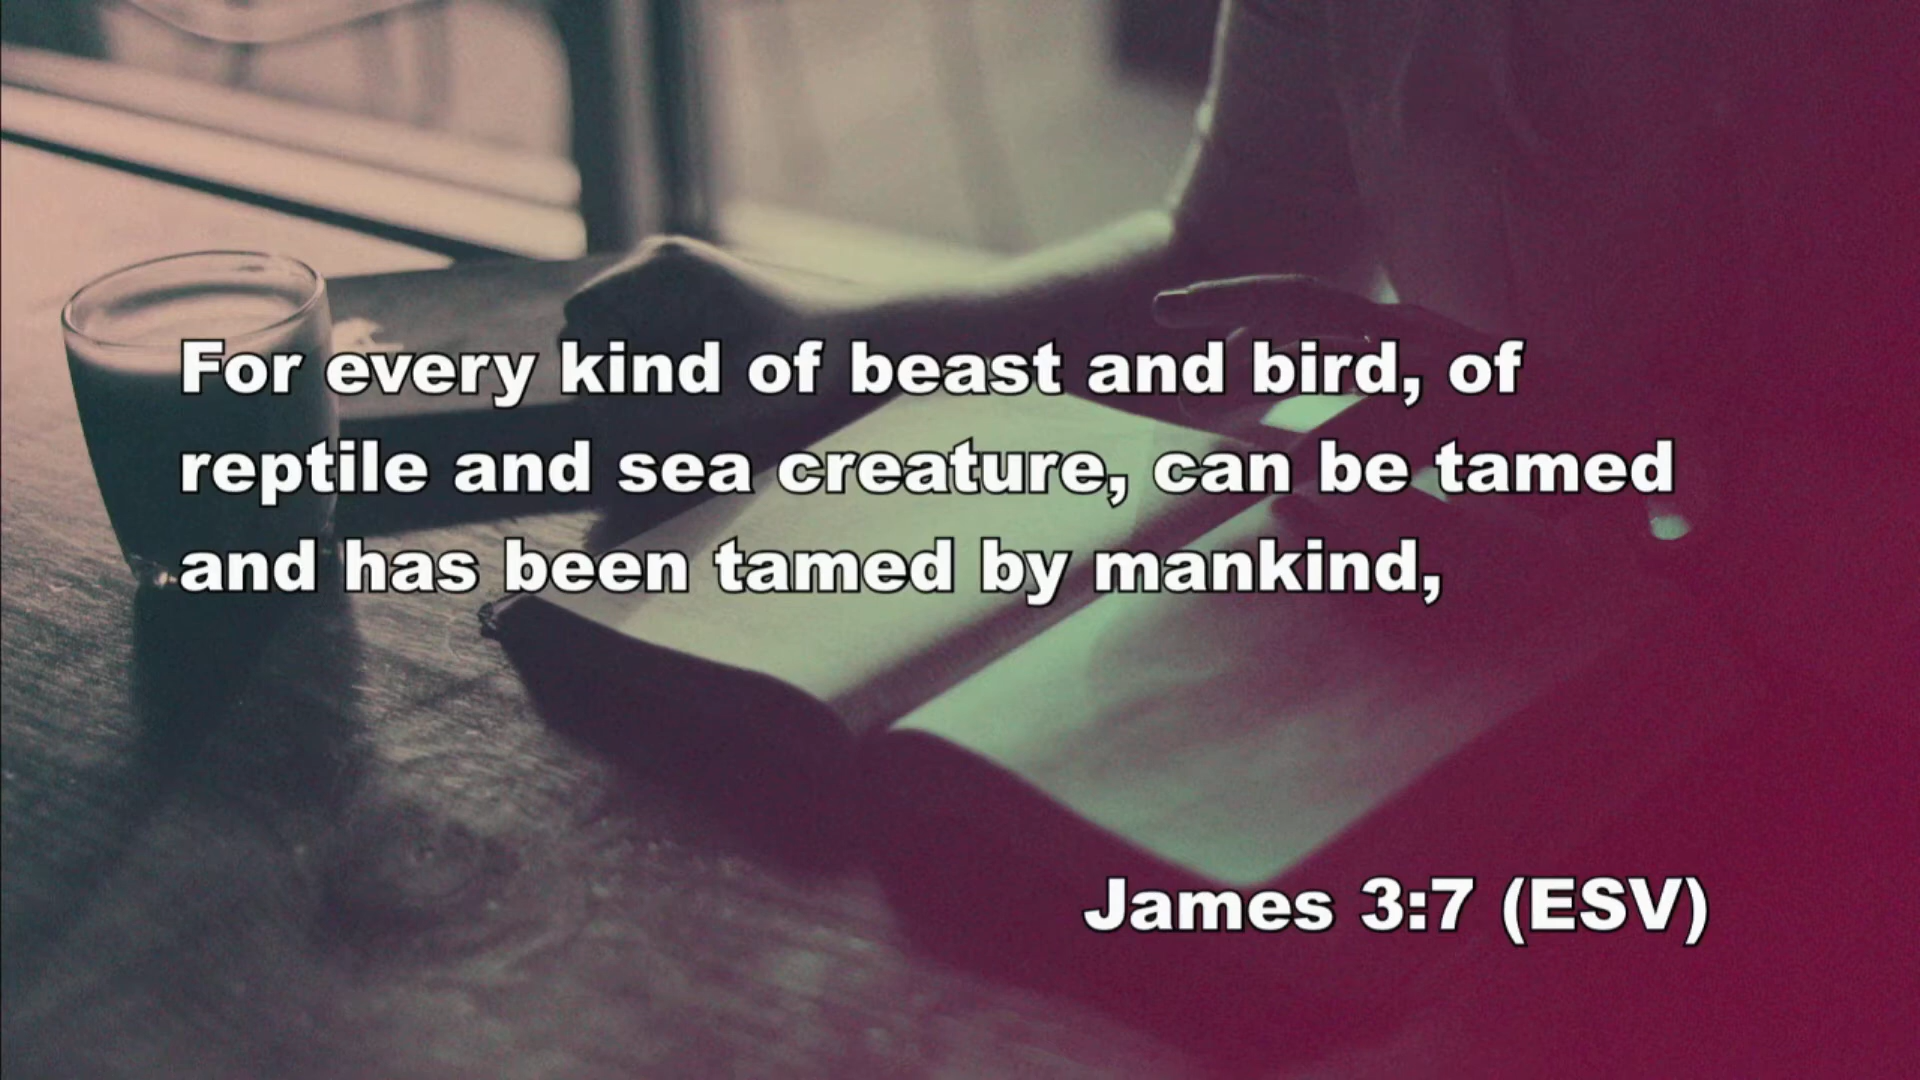 For every kind of beast and bird, of
reptile and sea creature, can be tamed
and has been tamed by mankind,
James 3:7 (ESV)